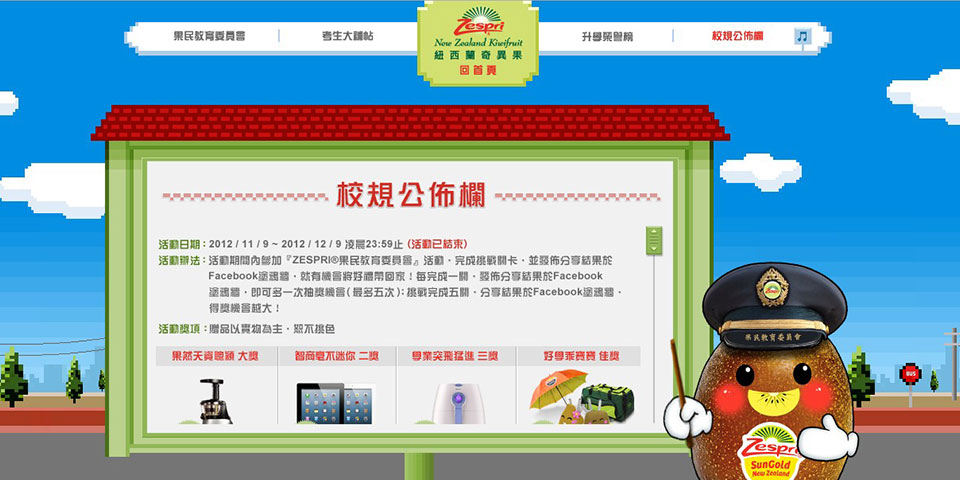 果民教育委員會
考生大補帖
Zespri
New Zealand Kiwifruit
紐西蘭奇異果
回首頁
升學榮譽榜
校規公佈欄
校規公佈欄
活動日期：2012 / 11 / 9 ~ 2012 / 12 / 9 凌晨23:59止 (活動已結束)
活動辦法：活動期間內參加『ZESPRI®果民教育委員會』活動，完成挑戰關卡，並發佈分享結果於
Facebook塗鴉牆，就有機會將好禮帶回家！每完成一關，發佈分享結果於Facebook
塗鴉牆，即可多一次抽獎機會(最多五次)；挑戰完成五關，分享結果於Facebook塗鴉牆，
得獎機會越大！
活動獎項：贈品以實物為主，恕不挑色
果然天資聰穎 大獎
智商毫不迷你 二獎
學業突飛猛進 三獎
好學乖寶寶 佳獎
果民教育委員會
BUS
Zespri
SunGold
New Zealand